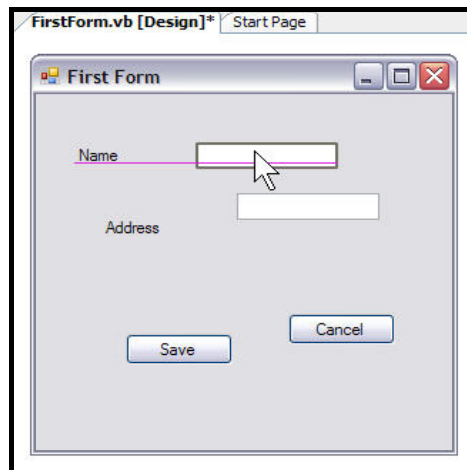 FirstForm.vb [Design]* Start Page
First Form
Name
Address
Cancel
Save